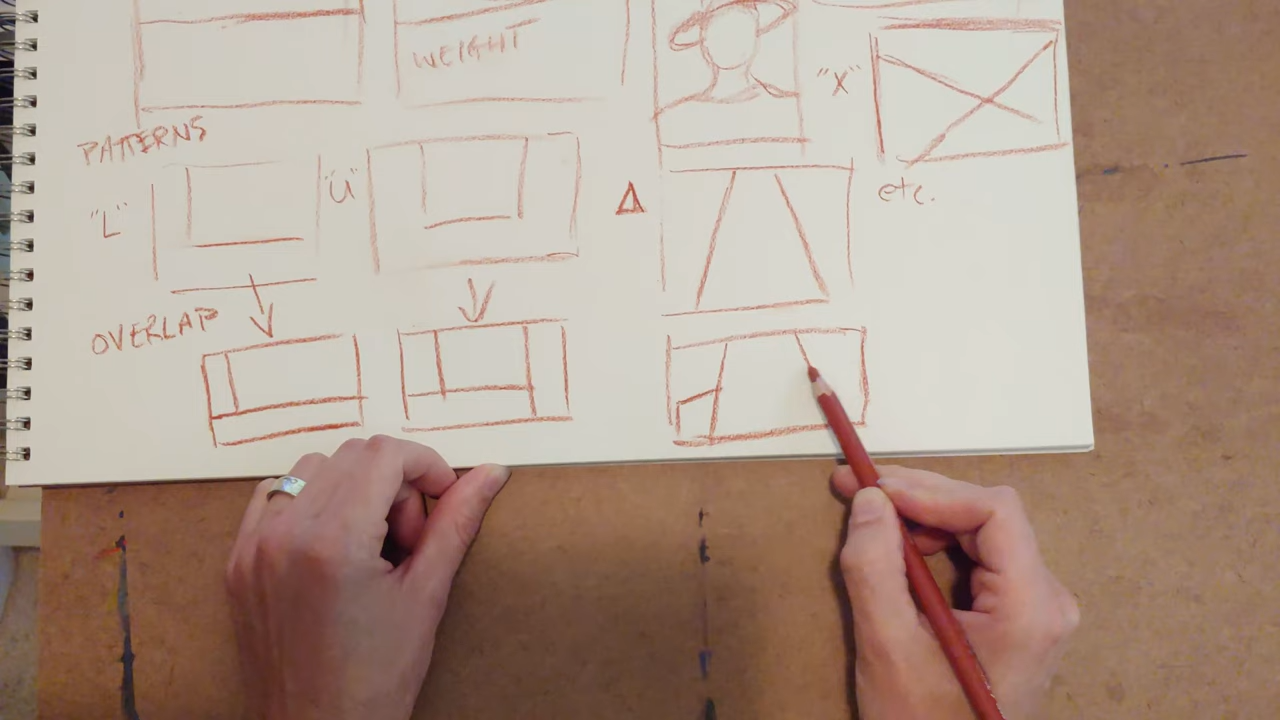 WEIGHT
"X"
PATTERNS
"L"
"U"
Δ
etc.
OVERLAP